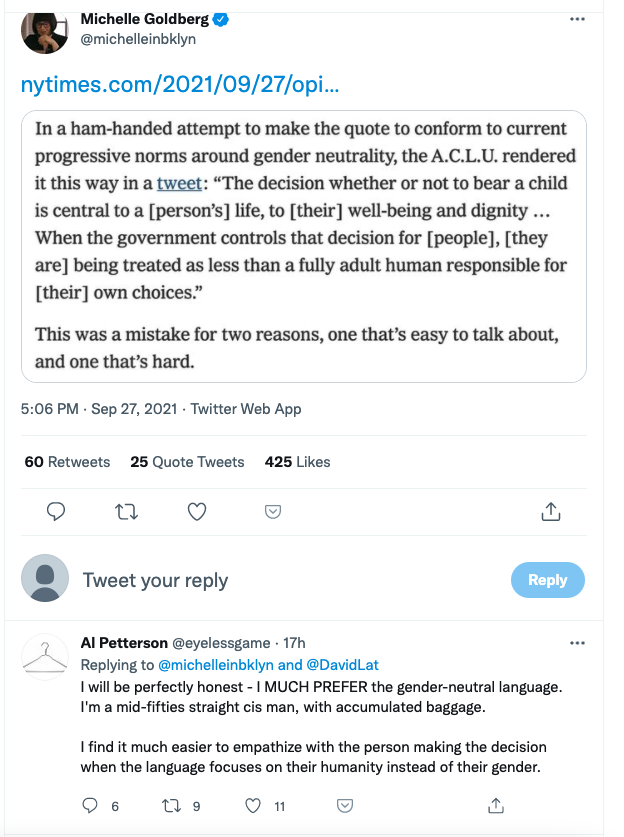 Michelle Goldberg
@michelleinbklyn
nytimes.com/2021/09/27/opi...
In a ham-handed attempt to make the quote to conform to current
progressive norms around gender neutrality, the A.C.L.U. rendered
it this way in a tweet: “The decision whether or not to bear a child
is central to a [person’s] life, to [their] well-being and dignity …
When the government controls that decision for [people], [they
are] being treated as less than a fully adult human responsible for
[their] own choices.”
This was a mistake for two reasons, one that’s easy to talk about,
and one that’s hard.
5:06 PM · Sep 27, 2021 · Twitter Web App
60 Retweets 25 Quote Tweets 425 Likes
Tweet your reply
Reply
Al Petterson @eyelessgame · 17h
Replying to @michelleinbklyn and @DavidLat
I will be perfectly honest - I MUCH PREFER the gender-neutral language.
I'm a mid-fifties straight cis man, with accumulated baggage.
I find it much easier to empathize with the person making the decision
when the language focuses on their humanity instead of their gender.
6 9 11